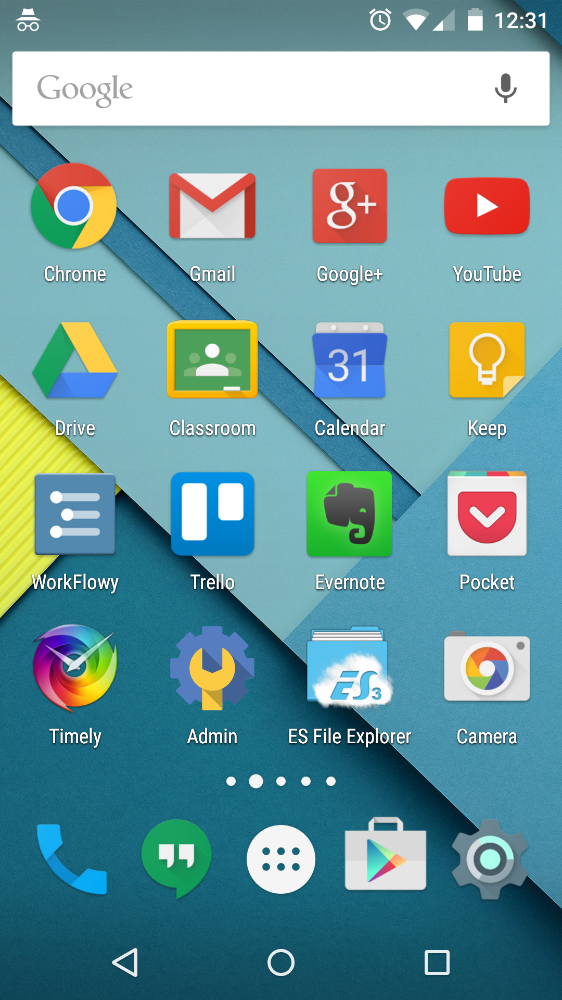 12:31
Google
Chrome Gmail Google+ YouTube
31
Drive Classroom Calendar Keep
WorkFlowy Trello Evernote Pocket
ES3
Timely Admin ES File Explorer Camera